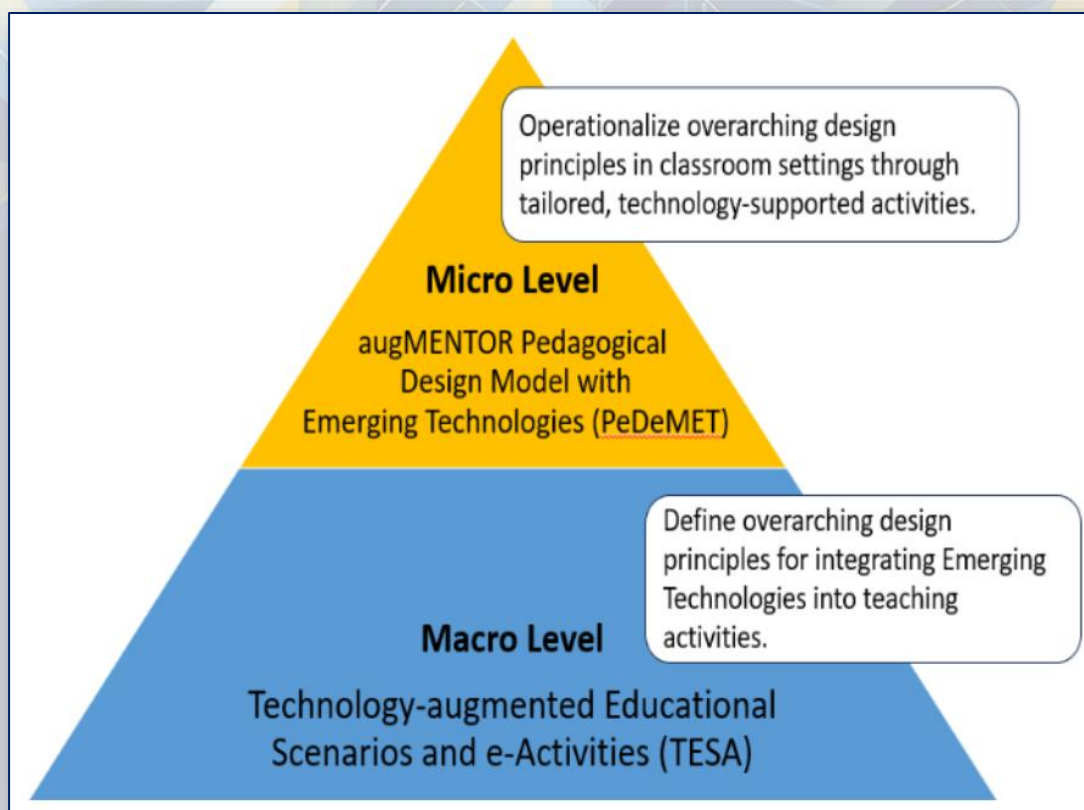 Operationalize overarching design
principles in classroom settings through
tailored, technology-supported activities.
Micro Level
augMENTOR Pedagogical
Design Model with
Emerging Technologies (PeDeMET)
Define overarching design
principles for integrating Emerging
Technologies into teaching
activities.
Macro Level
Technology-augmented Educational
Scenarios and e-Activities (TESA)